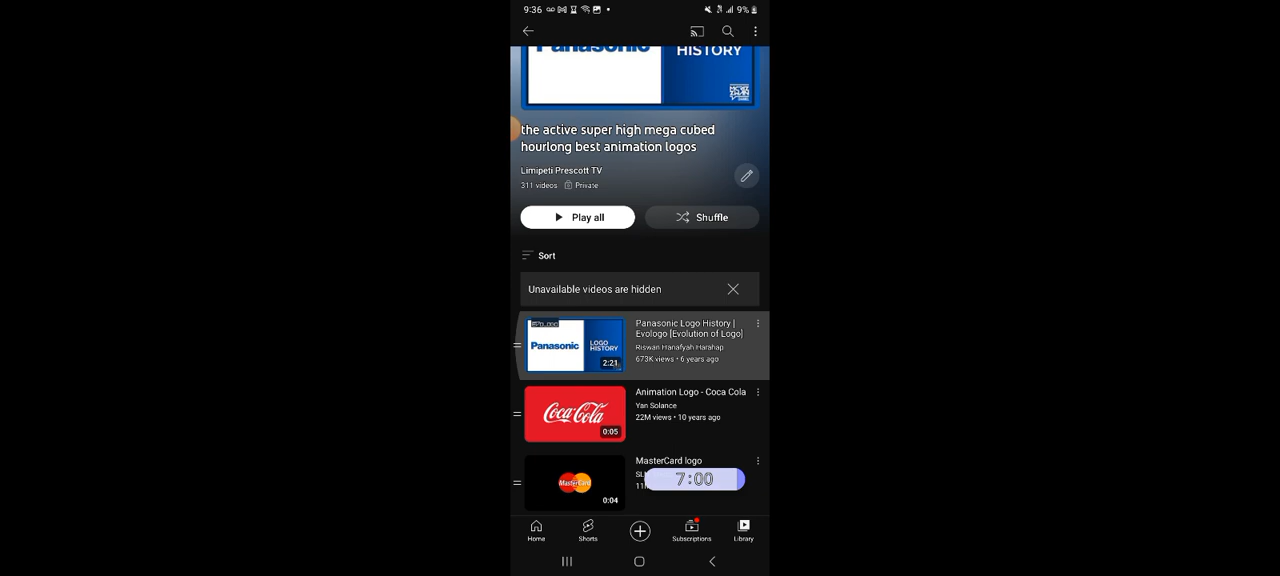 9:36
9%
Panasonic
HISTORY
the active super high mega cubed
hourlong best animation logos
Limipeti Prescott TV
311 videos Private
Play all
Shuffle
Sort
Unavailable videos are hidden
Panasonic
LOGO
HISTORY
2:21
Panasonic Logo History |
Evologo [Evolution of Logo]
Riswan Hanafyah Harahap
673K views • 6 years ago
Coca-Cola
0:05
Animation Logo - Coca Cola
Yan Solance
22M views • 10 years ago
MasterCard
0:04
MasterCard logo
7:00
Home
Shorts
Subscriptions
Library